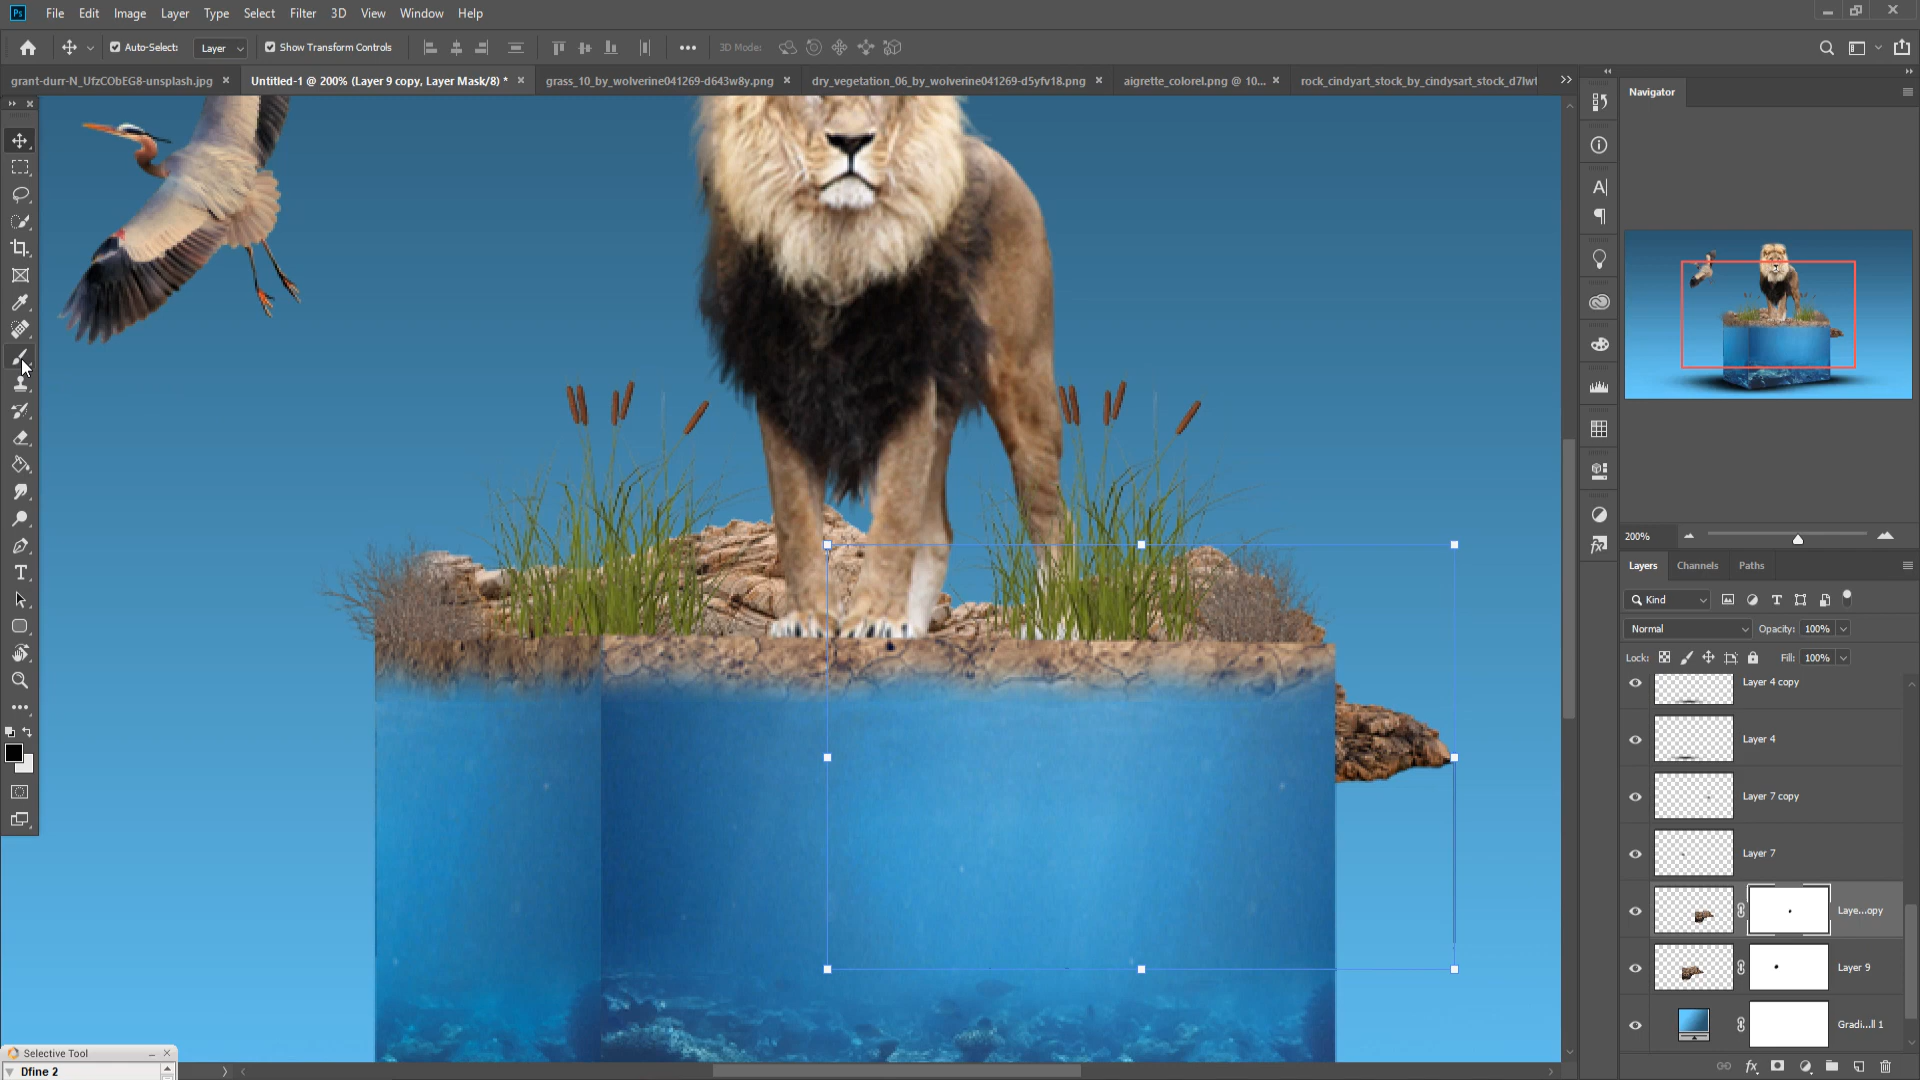 Ps File Edit Image Layer Type Select Filter 3D View Window Help
Auto-Select: Layer Show Transform Controls 3D Mode:
grant-durr-N_UfzCObEG8-unsplash.jpg Untitled-1 @ 200% (Layer 9 copy, Layer Mask/8) * grass_10_by_wolverine041269-d643w8y.png dry_vegetation_06_by_wolverine041269-d5yfv18.png aigrette_colorel.png @ 10... rock_cindyart_stock_by_cindysart_stock_d7lwf
Navigator
200%
Layers Channels Paths
Kind
Normal Opacity: 100%
Lock: Fill: 100%
Layer 4 copy
Layer 4
Layer 7 copy
Layer 7
Laye...opy
Layer 9
Gradi...ll 1
Selective Tool
Dfine 2